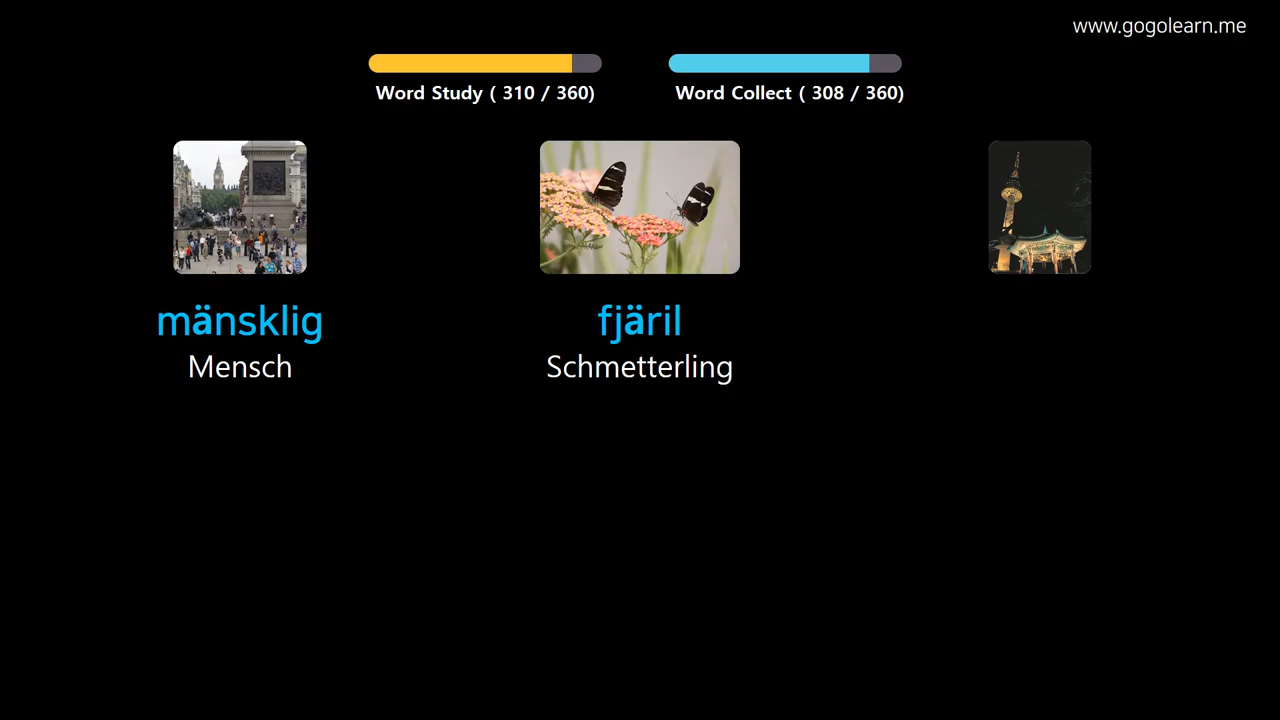 www.gogolearn.me
Word Study ( 310 / 360)
Word Collect ( 308 / 360)
mänsklig
Mensch
fjäril
Schmetterling